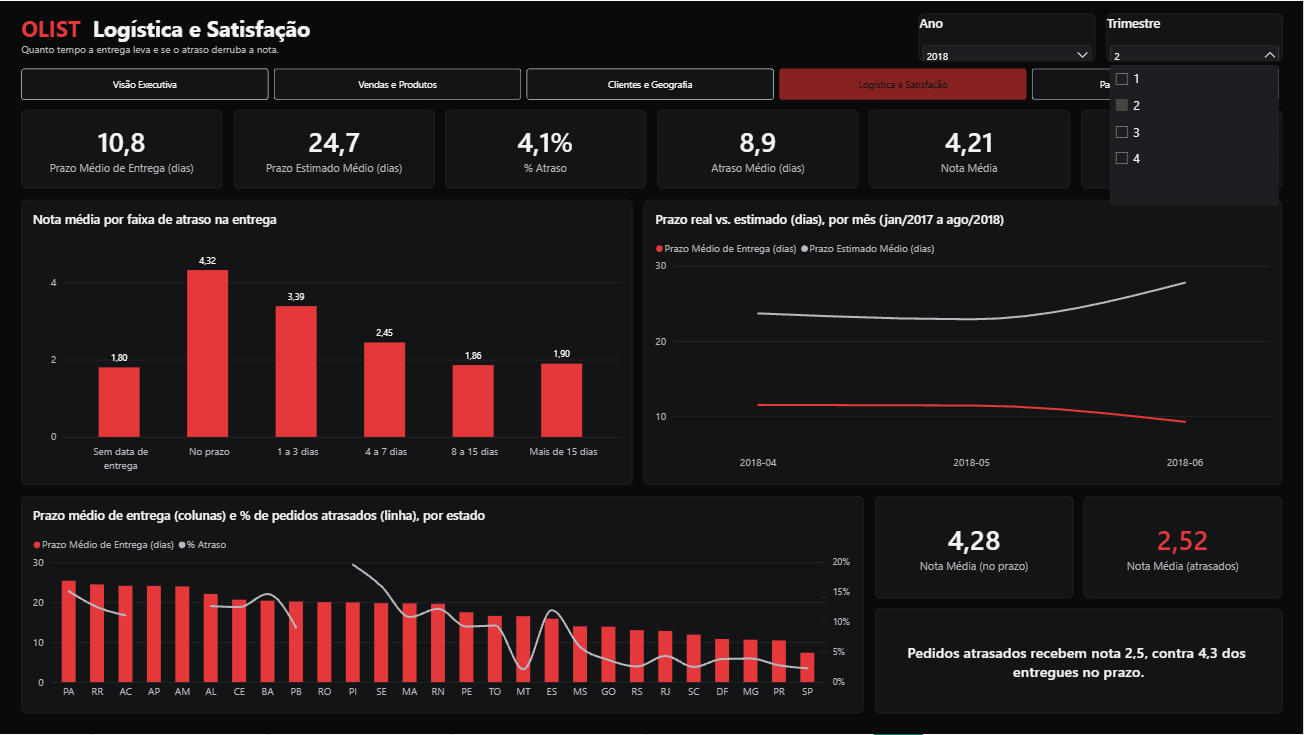 OLIST Logística e Satisfação
Quanto tempo a entrega leva e se o atraso derruba a nota.
Ano
2018
Trimestre
2
1
2
3
4
Visão Executiva
Vendas e Produtos
Clientes e Geografia
Logística e Satisfação
Pa
10,8
Prazo Médio de Entrega (dias)
24,7
Prazo Estimado Médio (dias)
4,1%
% Atraso
8,9
Atraso Médio (dias)
4,21
Nota Média
Nota média por faixa de atraso na entrega
4
2
0
1,80
4,32
3,39
2,45
1,86
1,90
Sem data de
entrega
No prazo
1 a 3 dias
4 a 7 dias
8 a 15 dias
Mais de 15 dias
Prazo real vs. estimado (dias), por mês (jan/2017 a ago/2018)
Prazo Médio de Entrega (dias) Prazo Estimado Médio (dias)
30
20
10
2018-04 2018-05 2018-06
Prazo médio de entrega (colunas) e % de pedidos atrasados (linha), por estado
Prazo Médio de Entrega (dias) % Atraso
30
20
10
0
20%
15%
10%
5%
0%
PA RR AC AP AM AL CE BA PB RO PI SE MA RN PE TO MT ES MS GO RS RJ SC DF MG PR SP
4,28
Nota Média (no prazo)
2,52
Nota Média (atrasados)
Pedidos atrasados recebem nota 2,5, contra 4,3 dos
entregues no prazo.